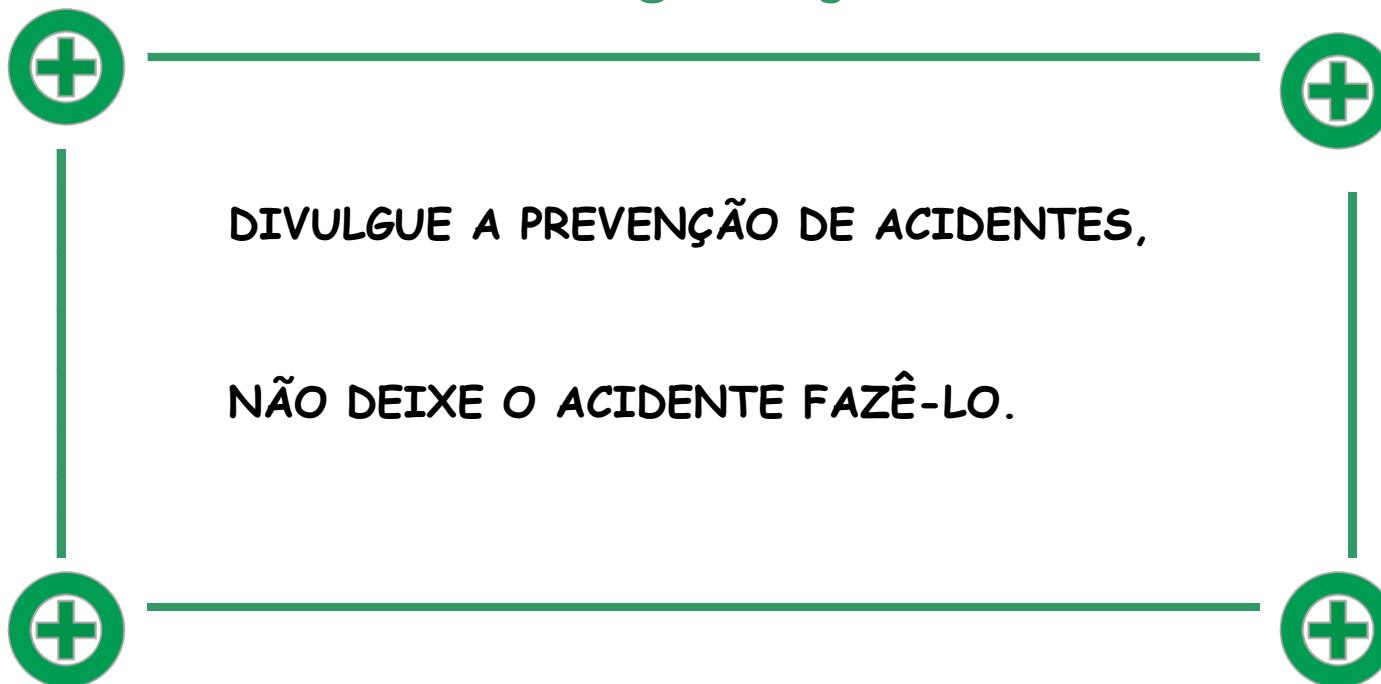 DIVULGUE A PREVENÇÃO DE ACIDENTES,
NÃO DEIXE O ACIDENTE FAZÊ-LO.